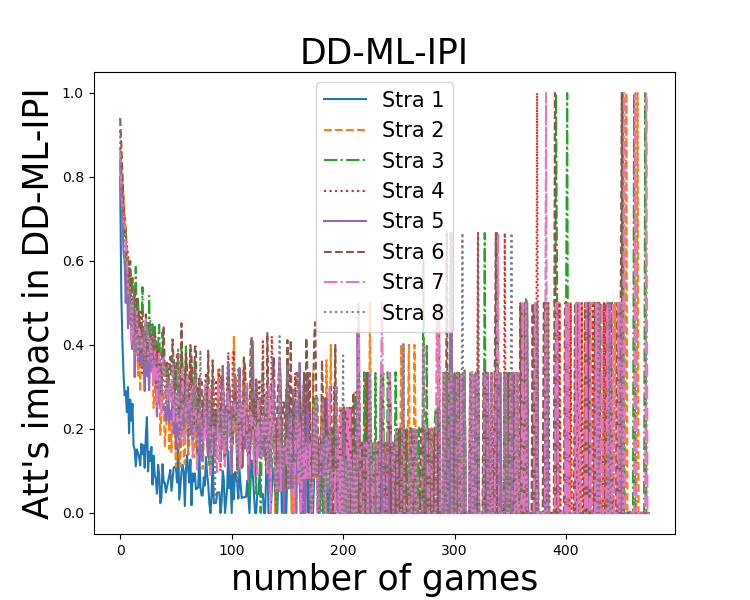 DD-ML-IPI
Att's impact in DD-ML-IPI
1.0
0.8
0.6
0.4
0.2
0.0
Stra 1
Stra 2
Stra 3
Stra 4
Stra 5
Stra 6
Stra 7
Stra 8
0 100 200 300 400
number of games